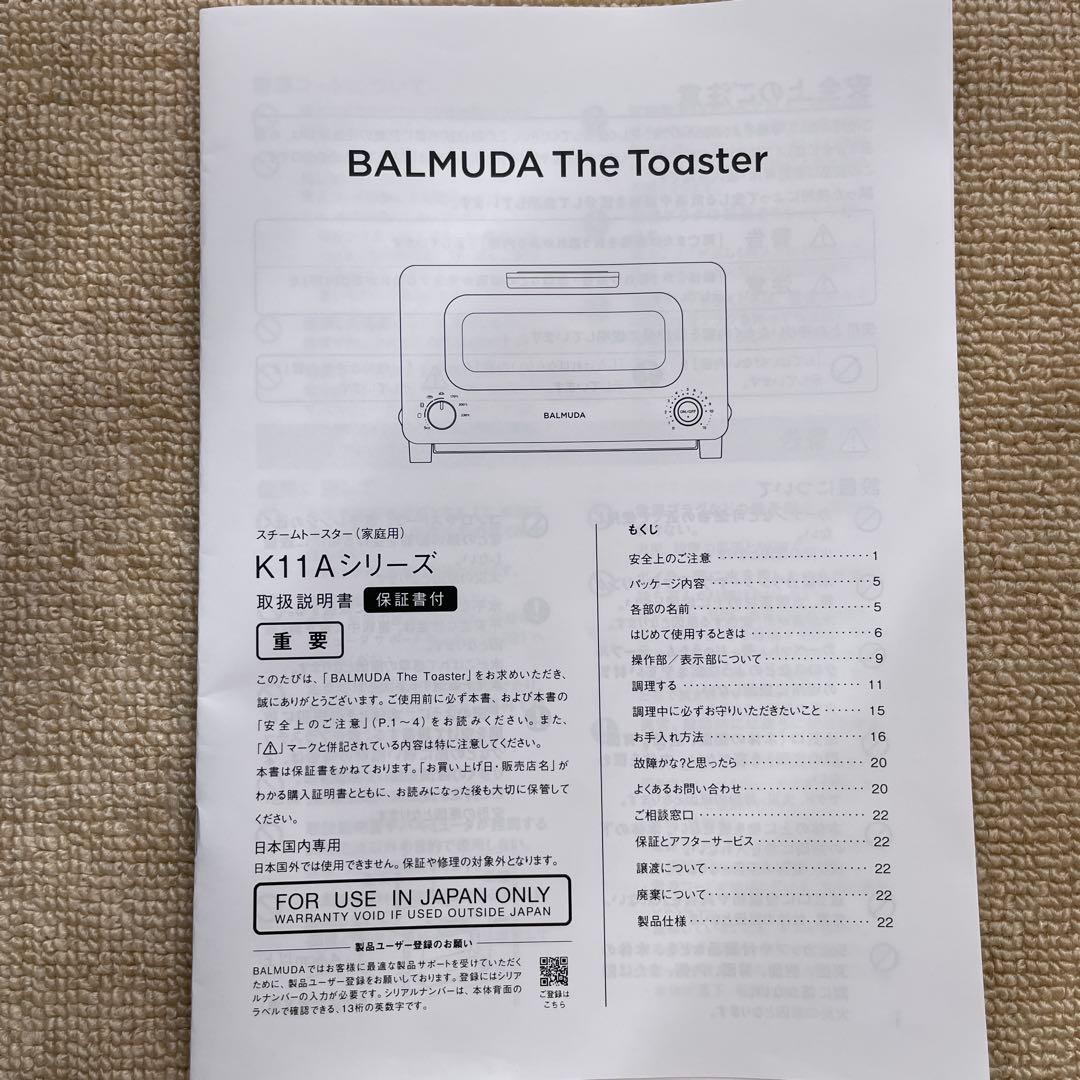 BALMUDA The Toaster
BALMUDA
ON/OFF
スチームトースター（家庭用）
K11Aシリーズ
取扱説明書 保証書付
重要
このたびは、「BALMUDA The Toaster」をお求めいただき、
誠にありがとうございます。ご使用前に必ず本書、および本書の
「安全上のご注意」（P.1～4）をお読みください。また、
「⚠」マークと併記されている内容は特に注意してください。
本書は保証書をかねております。「お買い上げ日・販売店名」が
わかる購入証明書とともに、お読みになった後も大切に保管して
ください。
日本国内専用
日本国外では使用できません。保証や修理の対象外となります。
FOR USE IN JAPAN ONLY
WARRANTY VOID IF USED OUTSIDE JAPAN
製品ユーザー登録のお願い
BALMUDAではお客様に最適な製品サポートを受けていただく
ために、製品ユーザー登録をお願いしております。登録にはシリア
ルナンバーの入力が必要です。シリアルナンバーは、本体背面の
ラベルで確認できる、13桁の英数字です。
ご登録は
こちら
もくじ
安全上のご注意 1
パッケージ内容 5
各部の名前 5
はじめて使用するときは 6
操作部／表示部について 9
調理する 11
調理中に必ずお守りいただきたいこと 15
お手入れ方法 16
故障かな?と思ったら 20
よくあるお問い合わせ 20
ご相談窓口 22
保証とアフターサービス 22
譲渡について 22
廃棄について 22
製品仕様 22